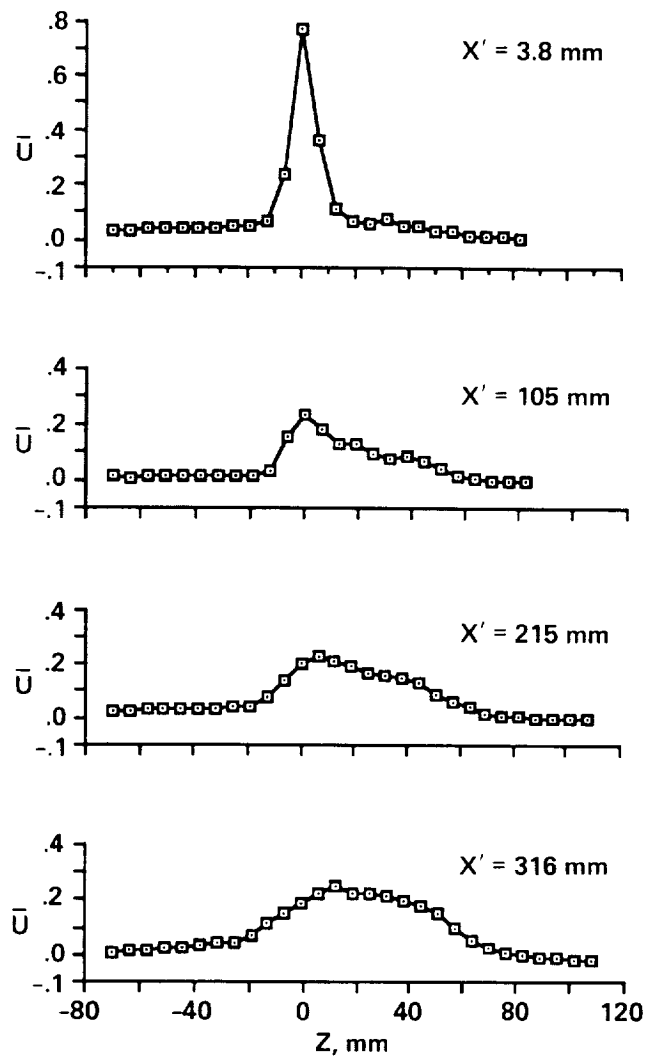 .8
.6
.4
.2
.0
-.1
Ū
X′ = 3.8 mm
.4
.2
.0
-.1
Ū
X′ = 105 mm
.4
.2
.0
-.1
Ū
X′ = 215 mm
.4
.2
.0
-.1
Ū
X′ = 316 mm
-80 -40 0 40 80 120
Z, mm